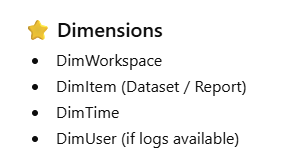 ⭐ Dimensions
• DimWorkspace
• DimItem (Dataset / Report)
• DimTime
• DimUser (if logs available)